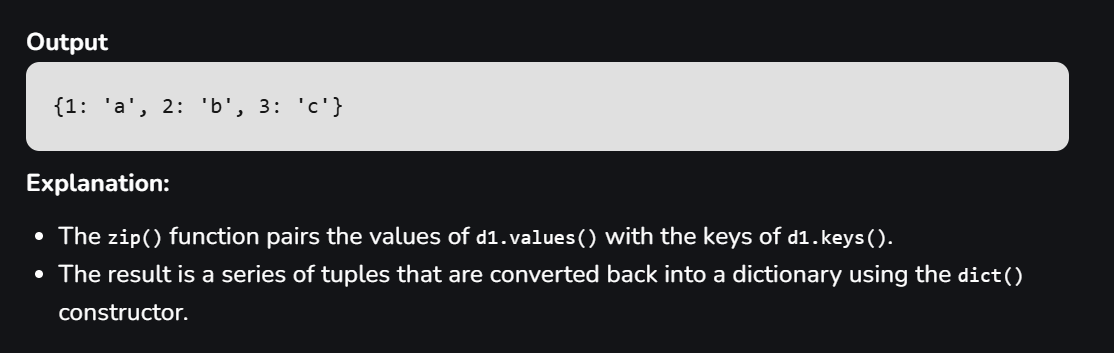 Output
{1: 'a', 2: 'b', 3: 'c'}
Explanation:
• The zip() function pairs the values of d1.values() with the keys of d1.keys().
• The result is a series of tuples that are converted back into a dictionary using the dict()
constructor.